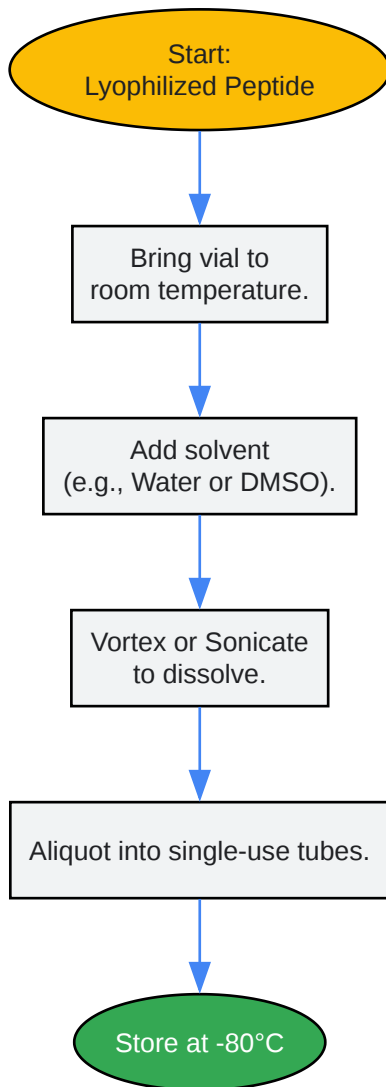 Start:
Lyophilized Peptide
Bring vial to
room temperature.
Add solvent
(e.g., Water or DMSO).
Vortex or Sonicate
to dissolve.
Aliquot into single-use tubes.
Store at -80°C